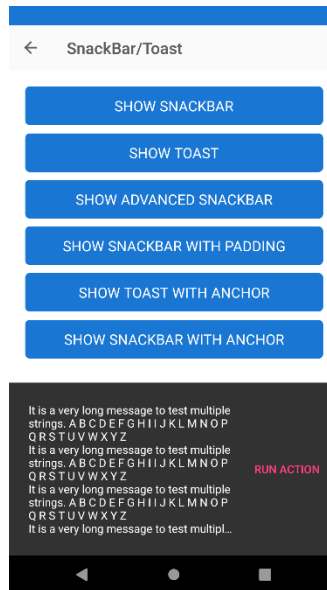 SnackBar/Toast
SHOW SNACKBAR
SHOW TOAST
SHOW ADVANCED SNACKBAR
SHOW SNACKBAR WITH PADDING
SHOW TOAST WITH ANCHOR
SHOW SNACKBAR WITH ANCHOR
It is a very long message to test multiple
strings. A B C D E F G H I I J K L M N O P
Q R S T U V W X Y Z
It is a very long message to test multiple
strings. A B C D E F G H I I J K L M N O P
Q R S T U V W X Y Z
It is a very long message to test multiple
strings. A B C D E F G H I I J K L M N O P
Q R S T U V W X Y Z
It is a very long message to test multipl...
RUN ACTION